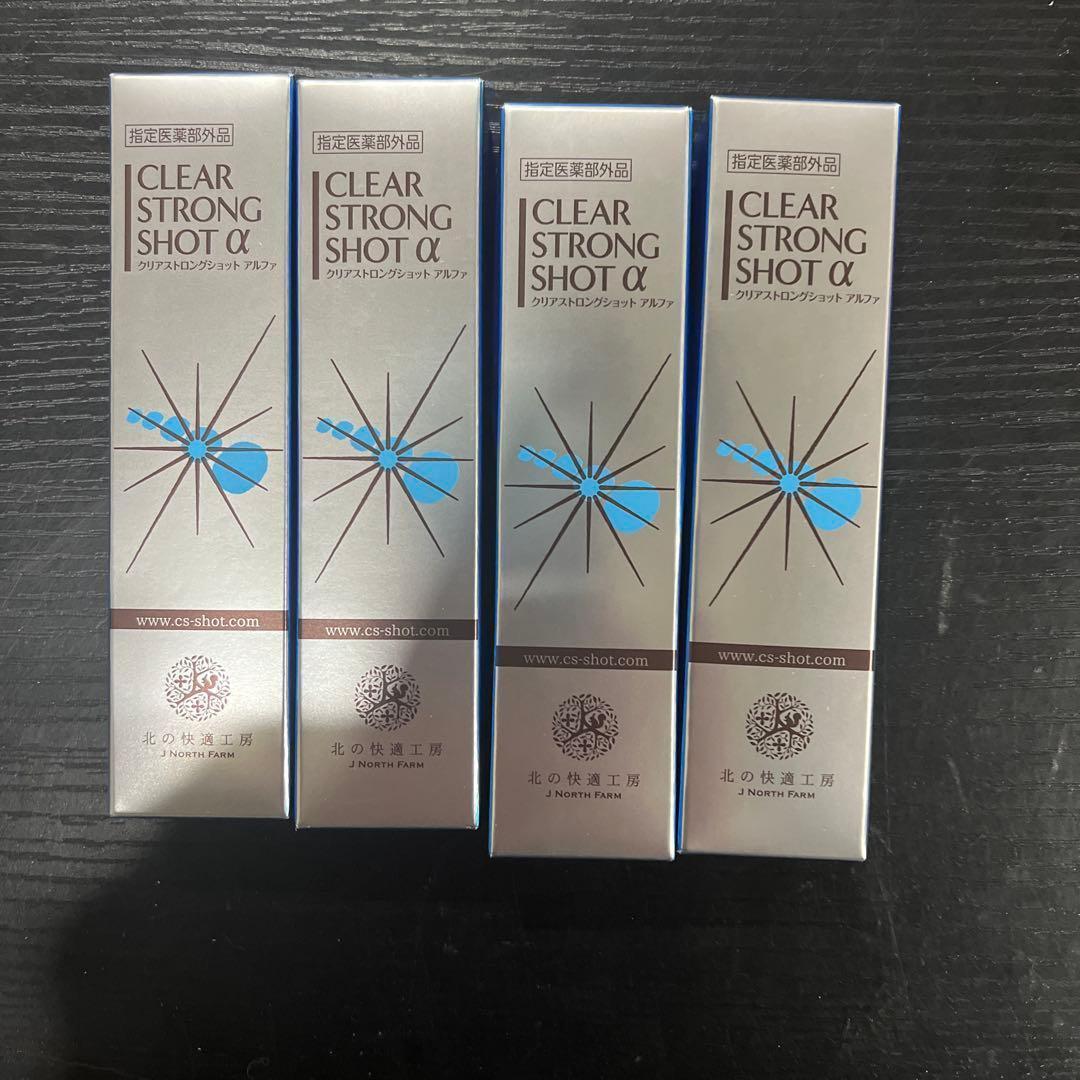 指定医薬部外品
CLEAR
STRONG
SHOT α
クリアストロングショット アルファ
www.cs-shot.com
北の快適工房
J NORTH FARM
指定医薬部外品
CLEAR
STRONG
SHOT α
クリアストロングショット アルファ
www.cs-shot.com
北の快適工房
J NORTH FARM
指定医薬部外品
CLEAR
STRONG
SHOT α
クリアストロングショット アルファ
www.cs-shot.com
北の快適工房
J NORTH FARM
指定医薬部外品
CLEAR
STRONG
SHOT α
クリアストロングショット アルファ
www.cs-shot.com
北の快適工房
J NORTH FARM